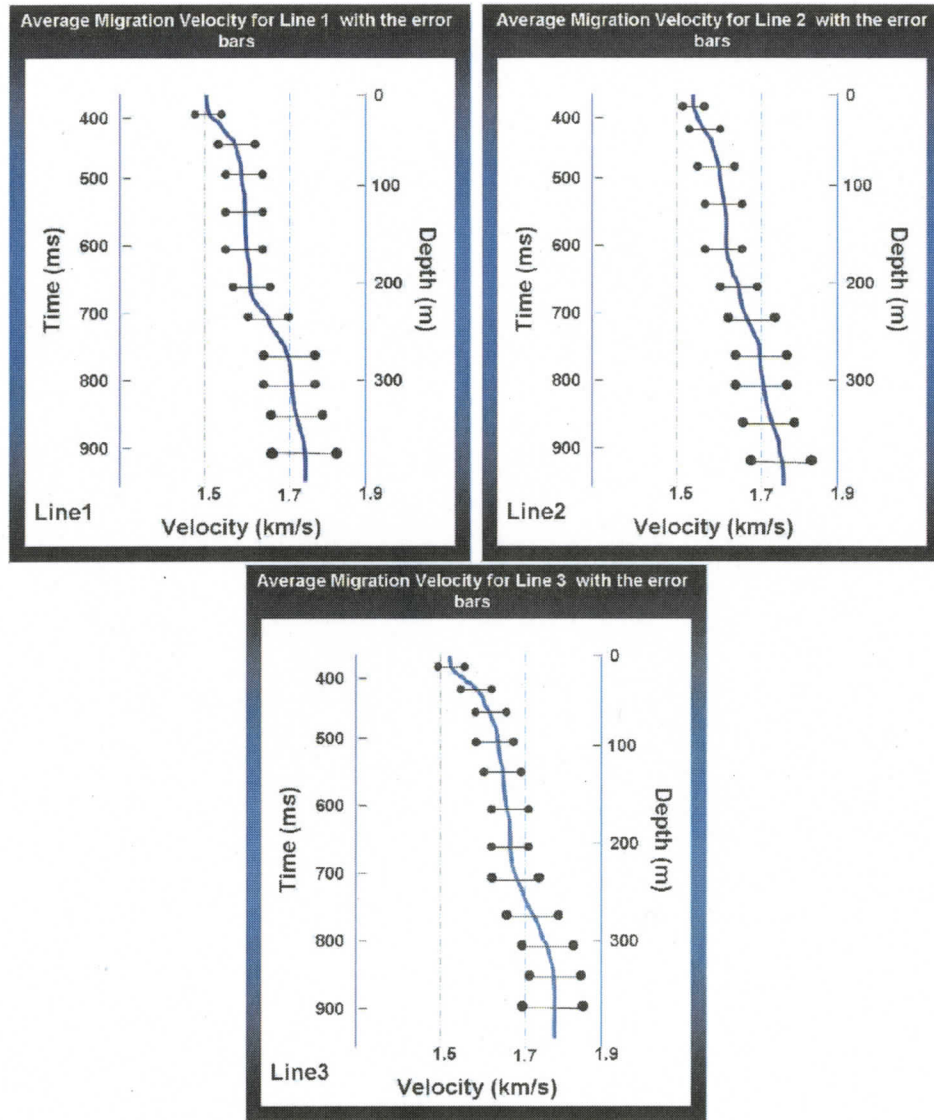 Average Migration Velocity for Line 1 with the error
bars
Time (ms)
400
500
600
700
800
900
0
100
200
300
Depth (m)
1.5 1.7 1.9
Line1
Velocity (km/s)
Average Migration Velocity for Line 2 with the error
bars
Time (ms)
400
500
600
700
800
900
0
100
200
300
Depth (m)
1.5 1.7 1.9
Line2
Velocity (km/s)
Average Migration Velocity for Line 3 with the error
bars
Time (ms)
400
500
600
700
800
900
0
100
200
300
Depth (m)
1.5 1.7 1.9
Line3
Velocity (km/s)